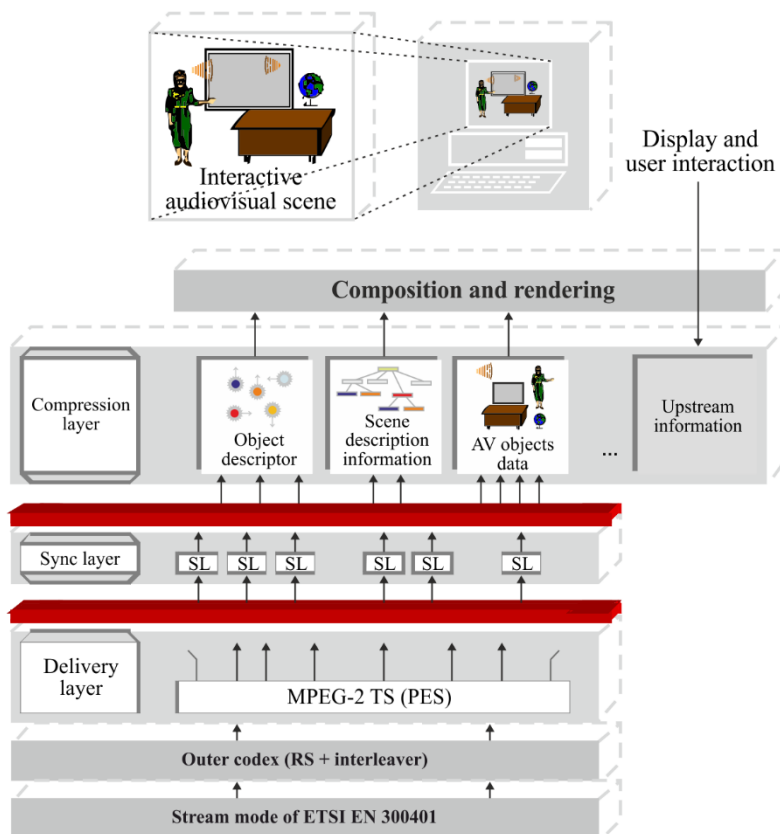 Interactive
audiovisual scene
Display and
user interaction
Composition and rendering
Compression
layer
Object
descriptor
Scene
description
information
AV objects
data
...
Upstream
information
Sync layer
SL
SL
SL
SL
SL
SL
Delivery
layer
MPEG-2 TS (PES)
Outer codex (RS + interleaver)
Stream mode of ETSI EN 300401